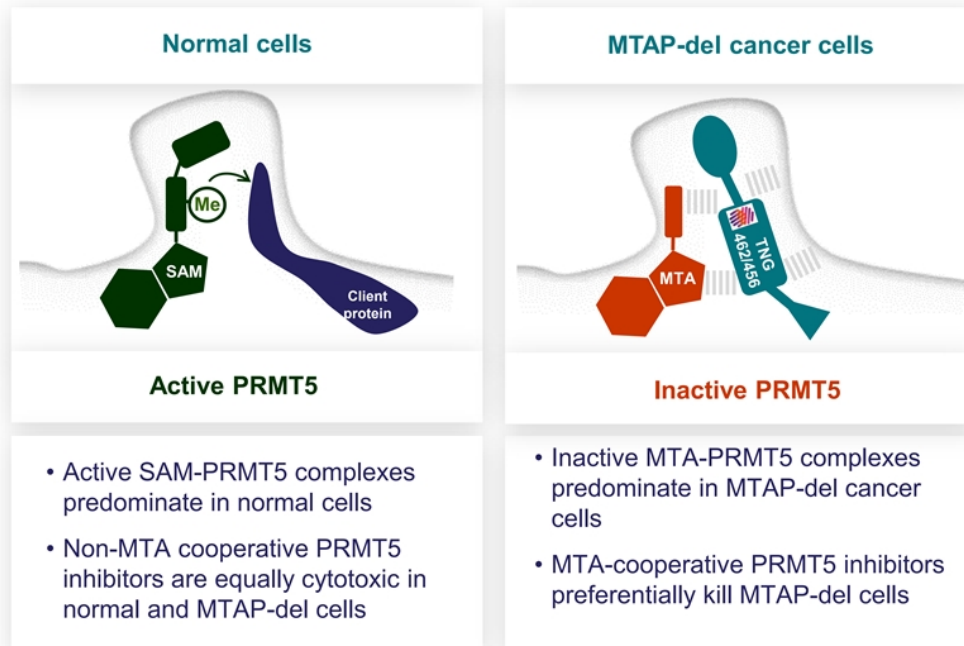 Normal cells
SAM
Me
Client
protein
Active PRMT5
• Active SAM-PRMT5 complexes
predominate in normal cells
• Non-MTA cooperative PRMT5
inhibitors are equally cytotoxic in
normal and MTAP-del cells
MTAP-del cancer cells
MTA
TNG
462/456
Inactive PRMT5
• Inactive MTA-PRMT5 complexes
predominate in MTAP-del cancer
cells
• MTA-cooperative PRMT5 inhibitors
preferentially kill MTAP-del cells